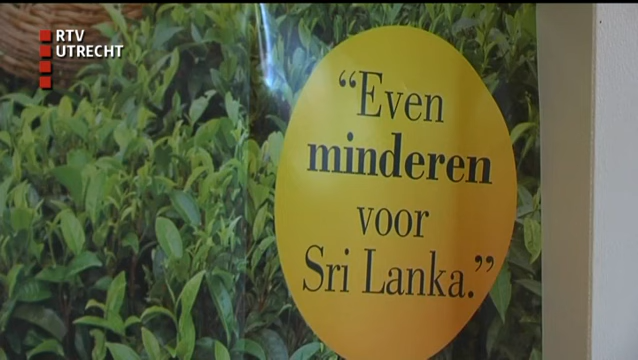 RTV
UTRECHT
“Even
minderen
voor
Sri Lanka.”